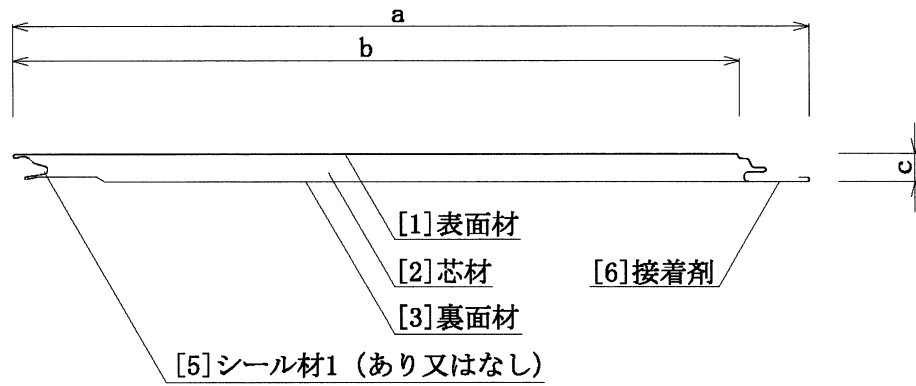 a
b
c
[1]表面材
[2]芯材
[6]接着剤
[3]裏面材
[5]シール材1 (あり又はなし)